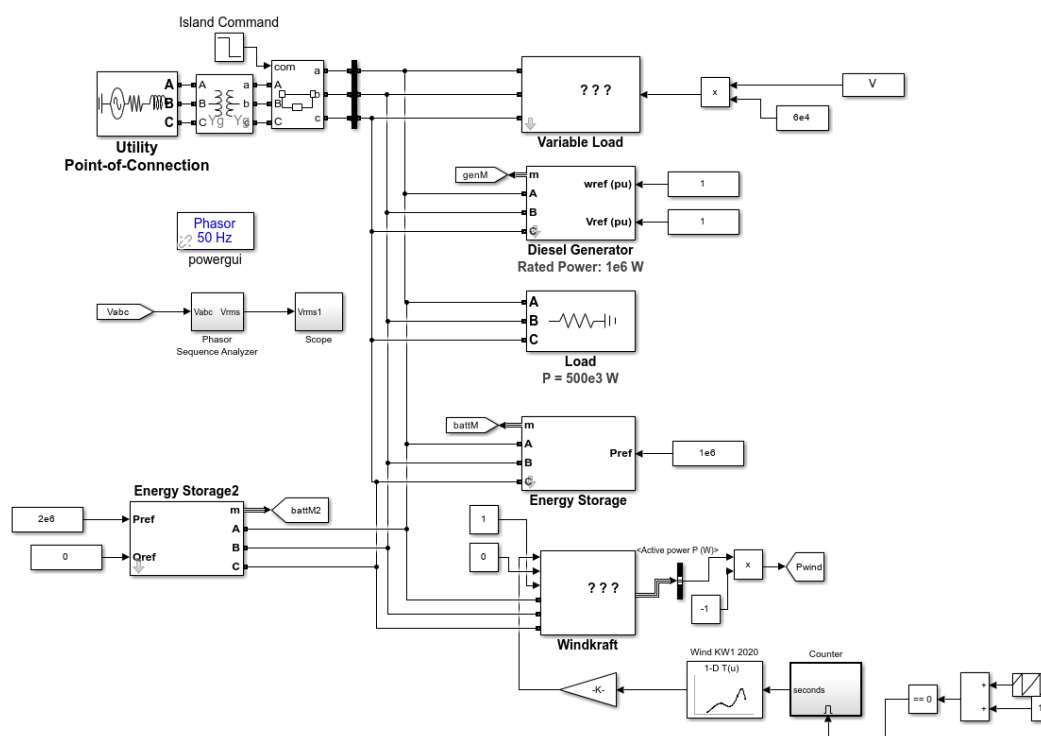 Island Command
com
A
B
C
A
B
C
a
b
c
Yg
Yg
A
B
C
a
b
c
Utility
Point-of-Connection
? ? ?
Variable Load
x
V
6e4
genM
m
A
B
C
wref (pu)
Vref (pu)
1
1
Diesel Generator
Rated Power: 1e6 W
Phasor
50 Hz
powergui
Vabc
Vabc
Vrms
Vrms1
Phasor
Sequence Analyzer
Scope
A
B
C
Load
P = 500e3 W
battM
m
A
B
C
Pref
1e6
Energy Storage
Energy Storage2
2e6
0
Pref
Qref
m
A
B
C
battM2
1
0
? ? ?
Windkraft
<Active power P (W)>
x
-1
Pwind
Wind KW1 2020
1-D T(u)
-K-
Counter
seconds
== 0
+
+
1